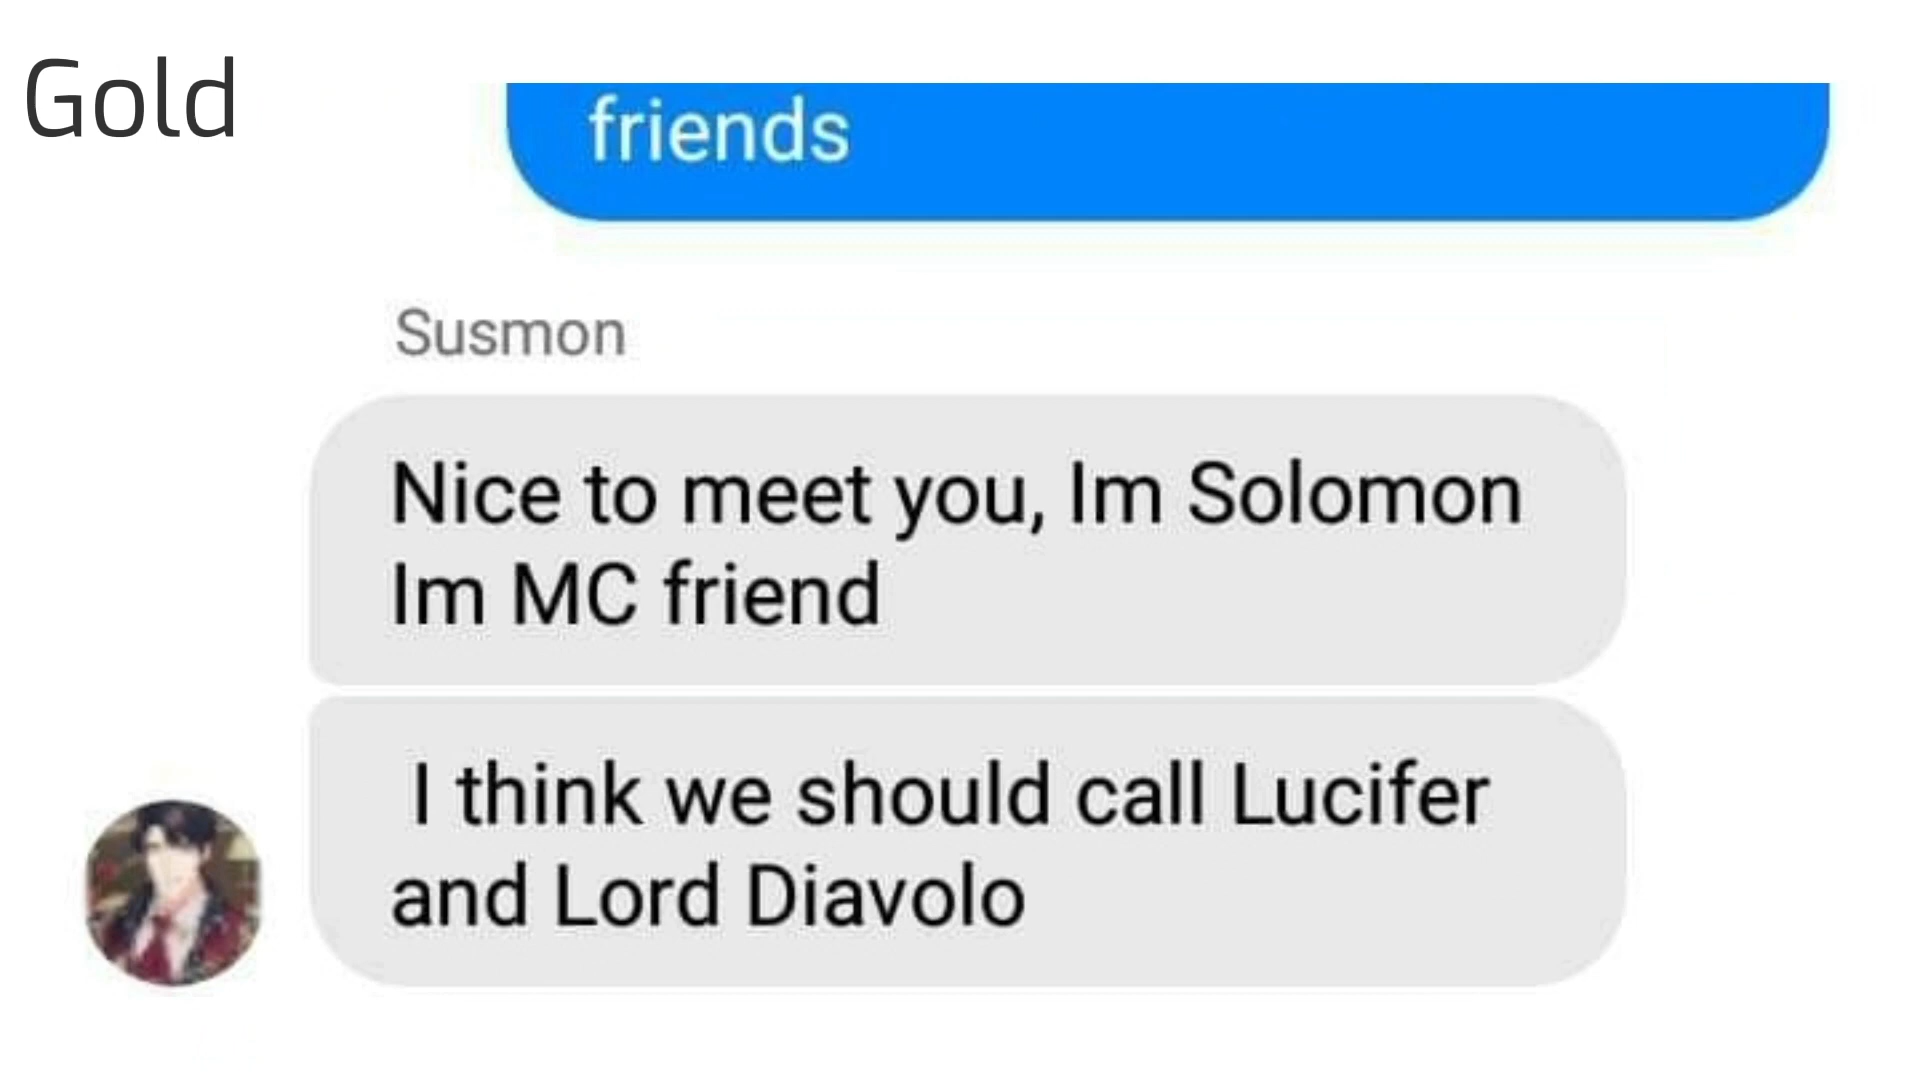 Gold
friends
Susmon
Nice to meet you, Im Solomon
Im MC friend
I think we should call Lucifer
and Lord Diavolo